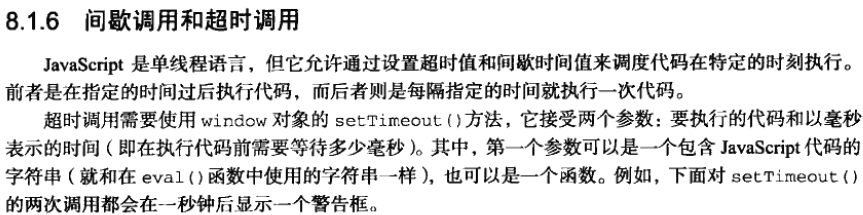 8.1.6 间歇调用和超时调用
JavaScript 是单线程语言，但它允许通过设置超时值和间歇时间值来调度代码在特定的时刻执行。
前者是在指定的时间过后执行代码，而后者则是每隔指定的时间就执行一次代码。
超时调用需要使用 window 对象的 setTimeout()方法，它接受两个参数：要执行的代码和以毫秒
表示的时间（即在执行代码前需要等待多少毫秒）。其中，第一个参数可以是一个包含 JavaScript 代码的
字符串（就和在 eval()函数中使用的字符串一样），也可以是一个函数。例如，下面对 setTimeout()
的两次调用都会在一秒钟后显示一个警告框。